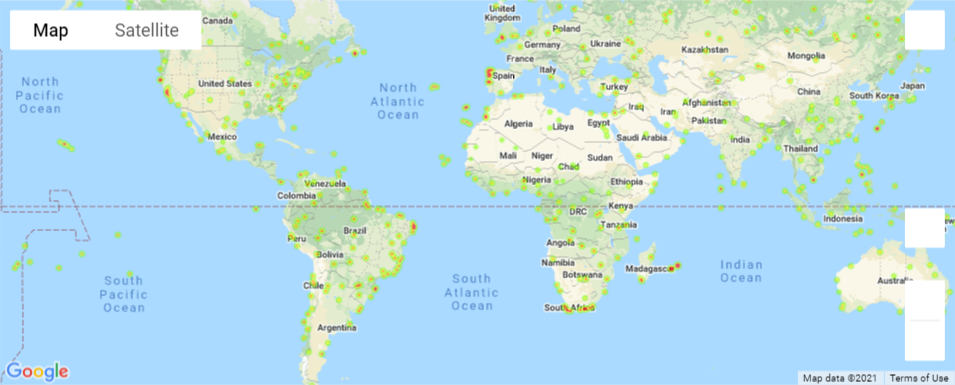 Map
Satellite
Canada
United
Kingdom
Poland
Germany
Ukraine
France
Kazakhstan
Mongolia
North
Pacific
Ocean
United States
North
Atlantic
Ocean
Spain
Italy
Turkey
China
South Korea
Japan
Iraq
Iran
Afghanistan
Pakistan
Mexico
Algeria
Libya
Egypt
Saudi Arabia
India
Thailand
Mali
Niger
Chad
Sudan
Nigeria
Ethiopia
Venezuela
Colombia
DRC
Kenya
Tanzania
Indonesia
Peru
Brazil
Bolivia
Angola
Namibia
Botswana
Madagascar
Indian
Ocean
South
Pacific
Ocean
Chile
South
Atlantic
Ocean
South Africa
Argentina
Google
Map data ©2021
Terms of Use